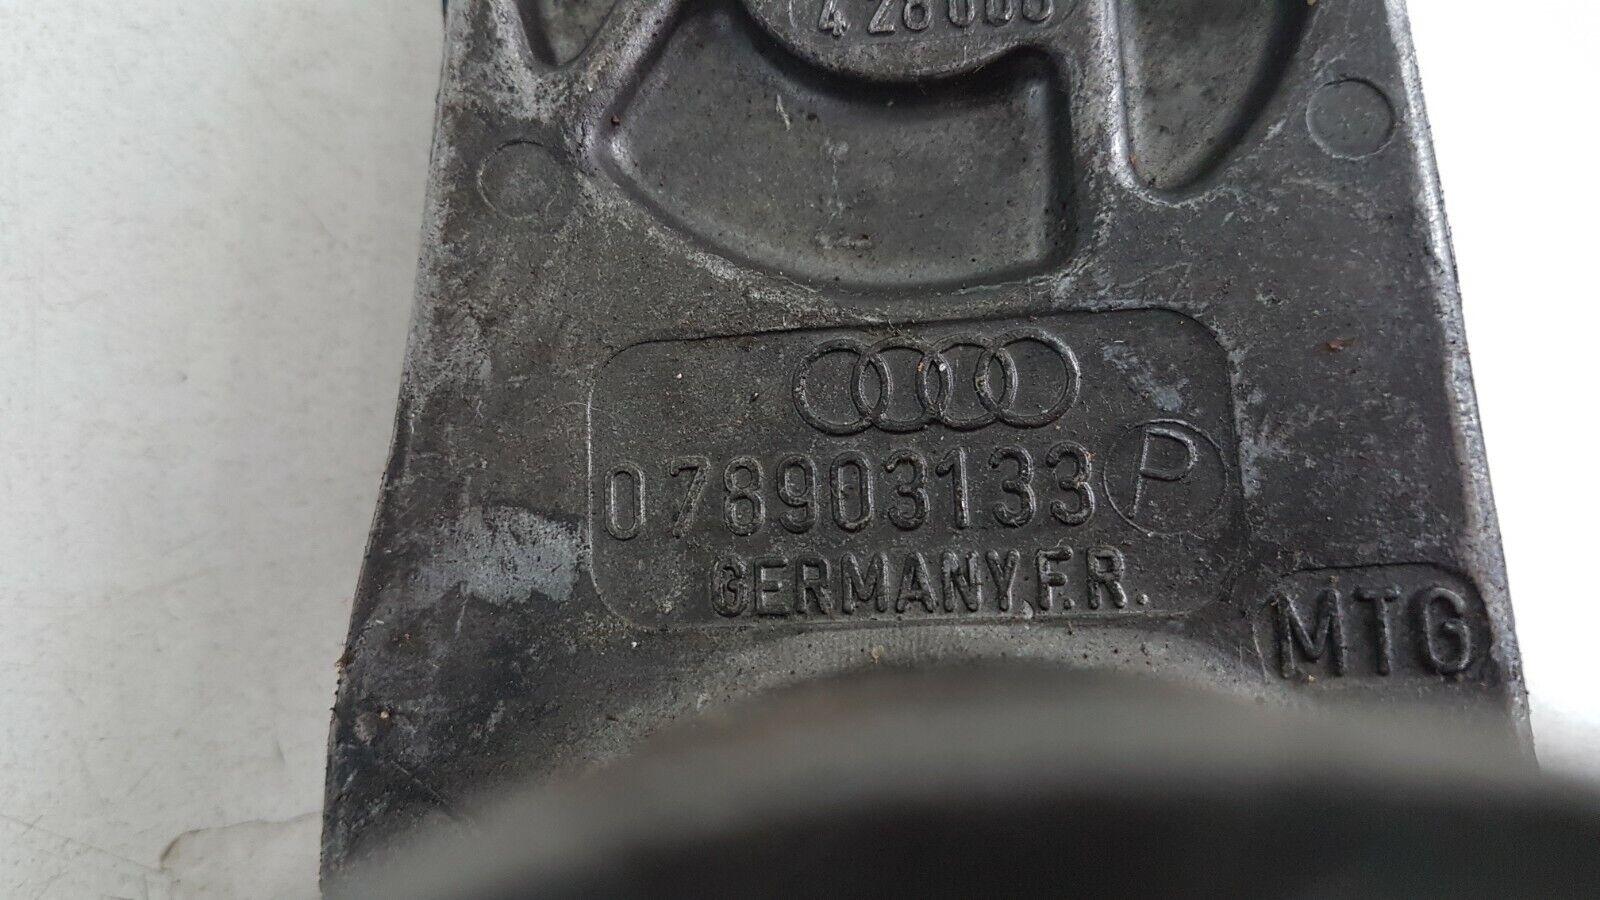 078903133 P
GERMANY F.R.
MTG